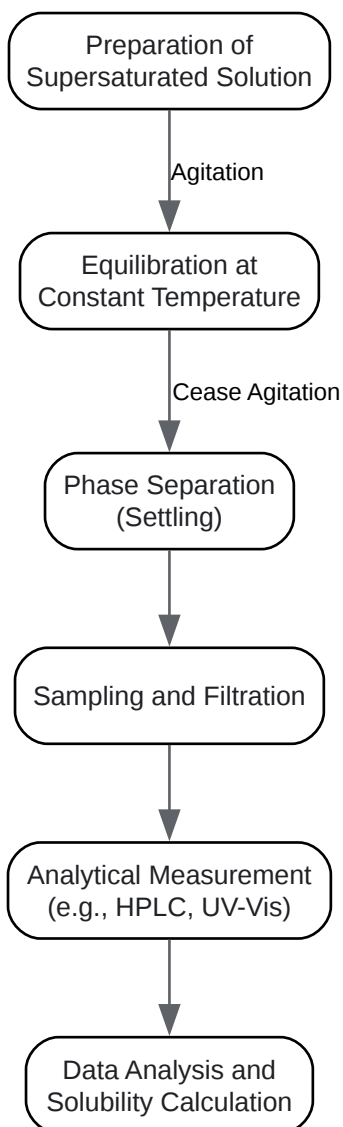 Preparation of
Supersaturated Solution
Agitation
Equilibration at
Constant Temperature
Cease Agitation
Phase Separation
(Settling)
Sampling and Filtration
Analytical Measurement
(e.g., HPLC, UV-Vis)
Data Analysis and
Solubility Calculation